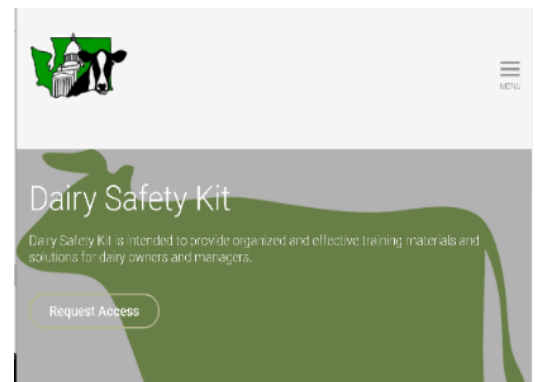 MENU
Dairy Safety Kit
Dairy Safety Kit is intended to provide organized and effective training materials and
solutions for dairy owners and managers.
Request Access